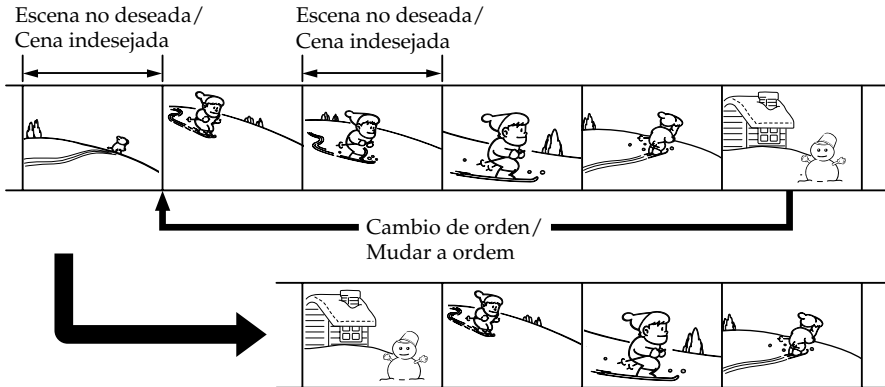 Escena no deseada/
Cena indesejada
Escena no deseada/
Cena indesejada
Cambio de orden/
Mudar a ordem